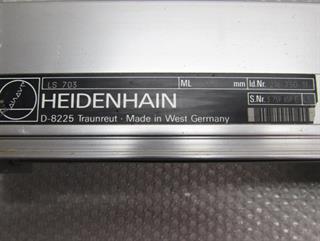 LS 703 ML mm Id.Nr.
HEIDENHAIN S.Nr.
D-8225 Traunreut · Made in West Germany